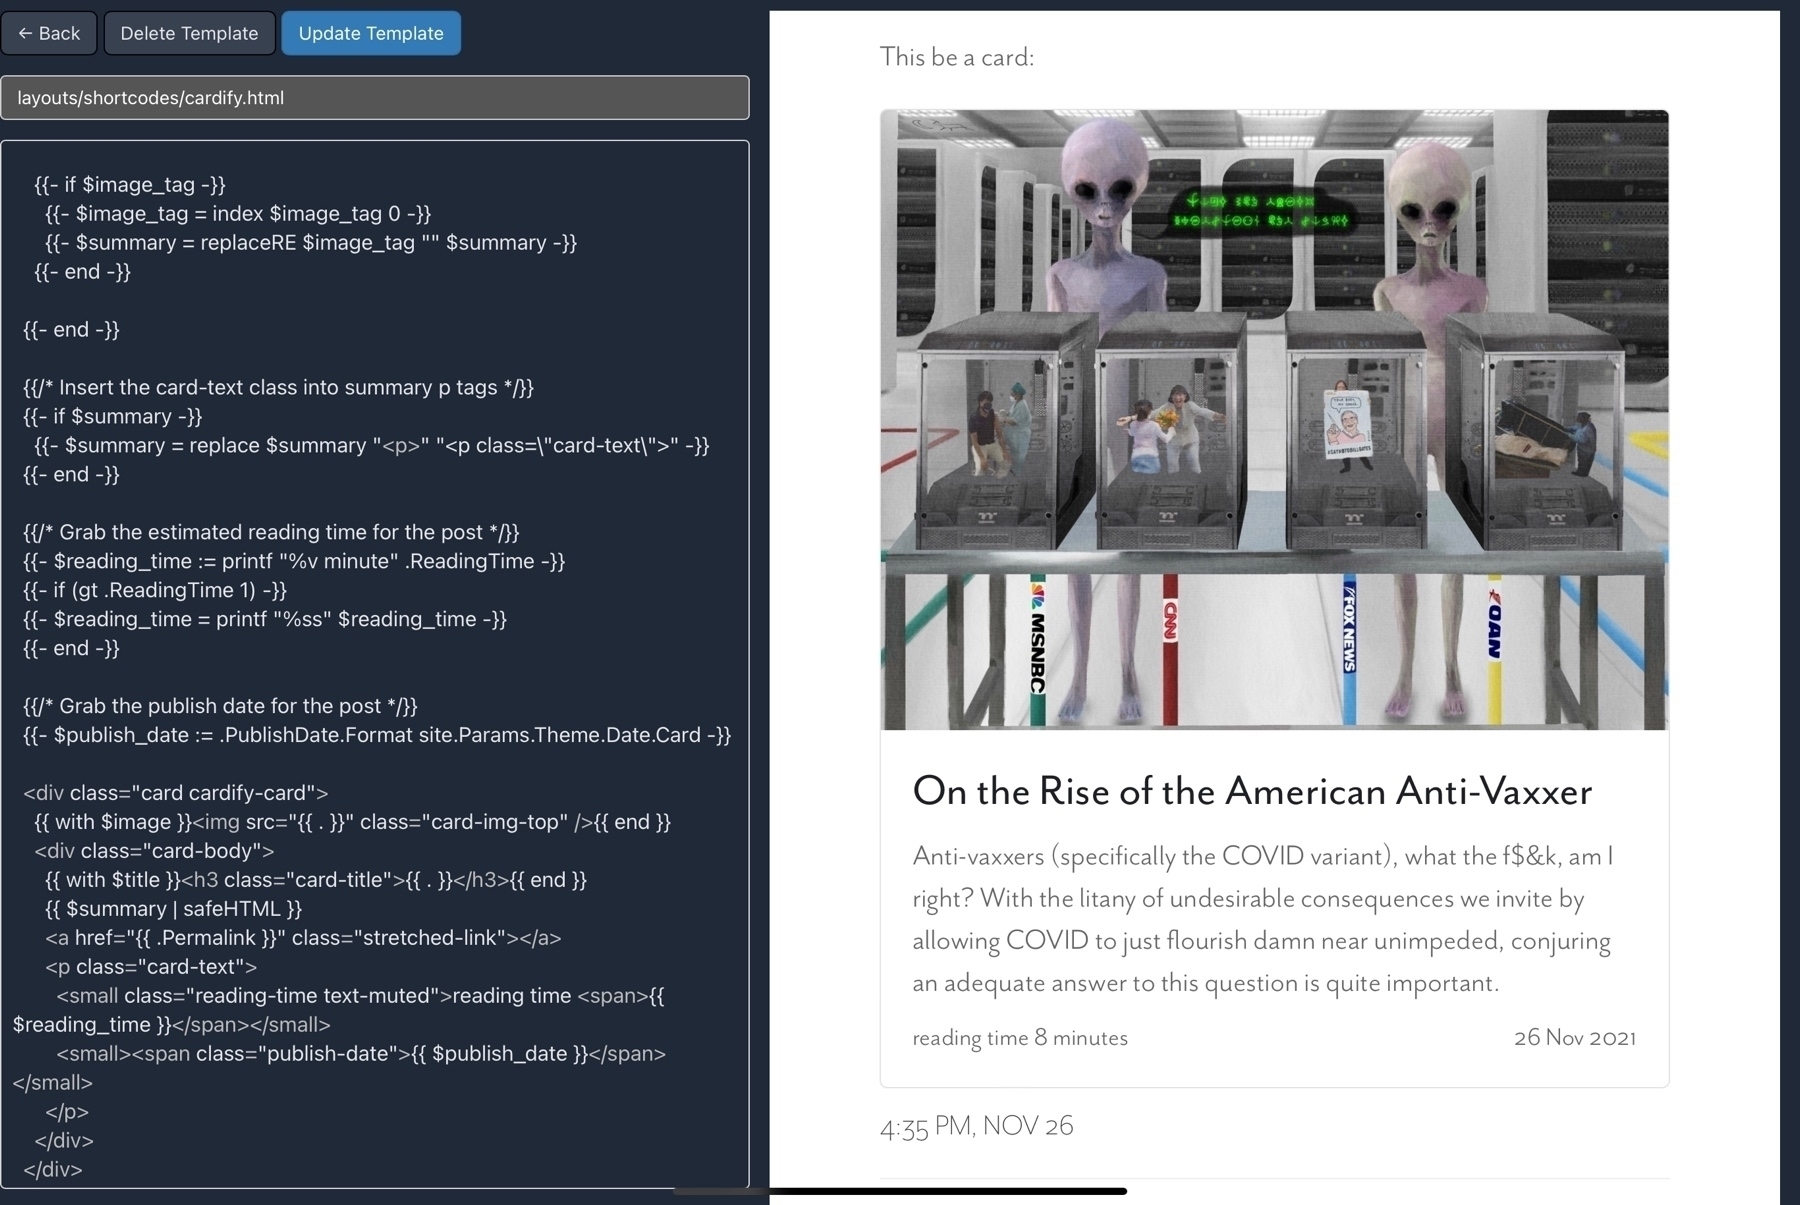 ← Back
Delete Template
Update Template
layouts/shortcodes/cardify.html
{{- if $image_tag -}}
{{- $image_tag = index $image_tag 0 -}}
{{- $summary = replaceRE $image_tag "" $summary -}}
{{- end -}}
{{- end -}}
{{/* Insert the card-text class into summary p tags */}}
{{- if $summary -}}
{{- $summary = replace $summary "<p>" "<p class=\"card-text\">" -}}
{{- end -}}
{{/* Grab the estimated reading time for the post */}}
{{- $reading_time := printf "%v minute" .ReadingTime -}}
{{- if (gt .ReadingTime 1) -}}
{{- $reading_time = printf "%ss" $reading_time -}}
{{- end -}}
{{/* Grab the publish date for the post */}}
{{- $publish_date := .PublishDate.Format site.Params.Theme.Date.Card -}}
<div class="card cardify-card">
{{ with $image }}<img src="{{ . }}" class="card-img-top" />{{ end }}
<div class="card-body">
{{ with $title }}<h3 class="card-title">{{ . }}</h3>{{ end }}
{{ $summary | safeHTML }}
<a href="{{ .Permalink }}" class="stretched-link"></a>
<p class="card-text">
<small class="reading-time text-muted">reading time <span>{{
$reading_time }}</span></small>
<small><span class="publish-date">{{ $publish_date }}</span>
</small>
</p>
</div>
</div>
This be a card:
MSNBC
CNN
FOX NEWS
OAN
On the Rise of the American Anti-Vaxxer
Anti-vaxxers (specifically the COVID variant), what the f$&k, am I
right? With the litany of undesirable consequences we invite by
allowing COVID to just flourish damn near unimpeded, conjuring
an adequate answer to this question is quite important.
reading time 8 minutes
26 Nov 2021
4:35 PM, NOV 26